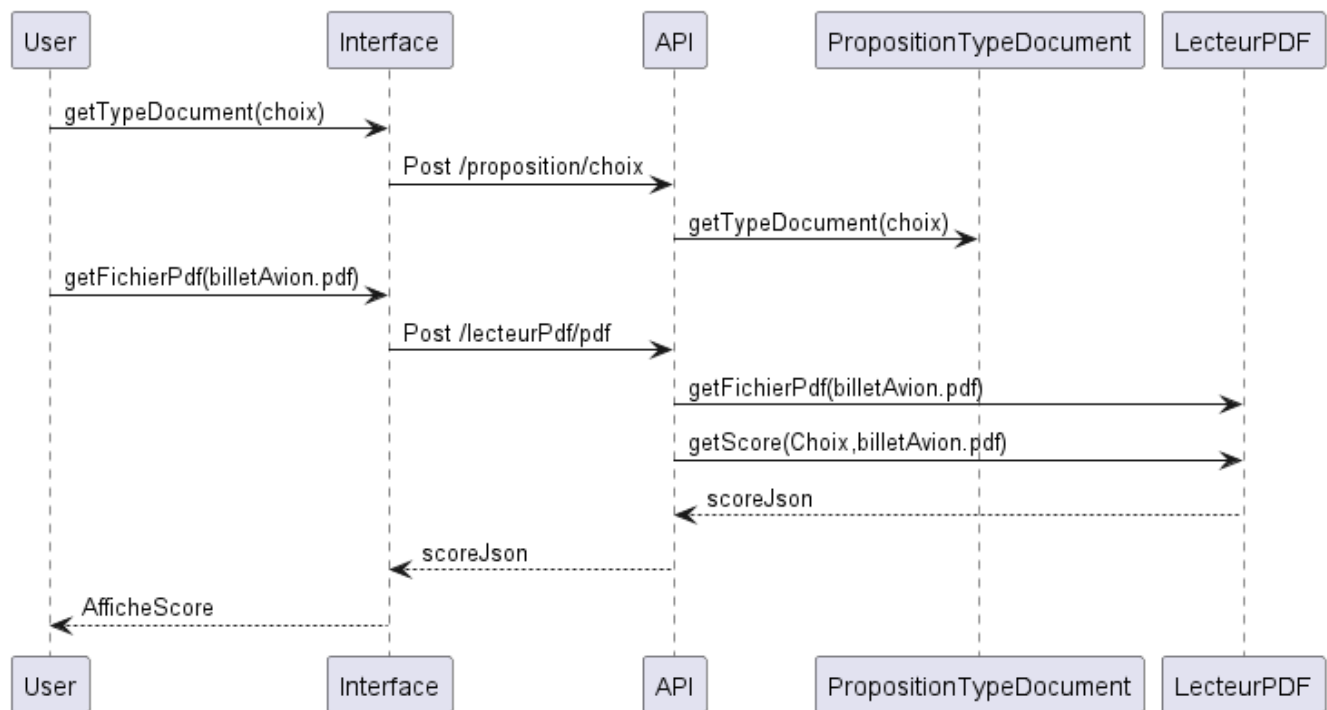 User Interface API PropositionTypeDocument LecteurPDF
getTypeDocument(choix)
Post /proposition/choix
getTypeDocument(choix)
getFichierPdf(billetAvion.pdf)
Post /lecteurPdf/pdf
getFichierPdf(billetAvion.pdf)
getScore(Choix,billetAvion.pdf)
scoreJson
scoreJson
AfficheScore
User Interface API PropositionTypeDocument LecteurPDF